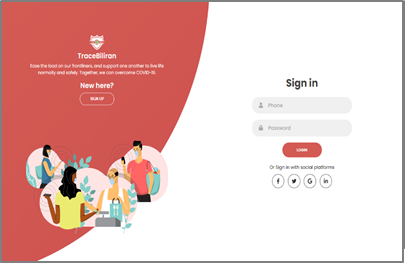 TraceBiliran
Ease the load on our frontliners, and support one another to live life
normally and safely. Together, we can overcome COVID-19.
New here?
SIGN UP
Sign in
Phone
Password
LOGIN
Or Sign in with social platforms